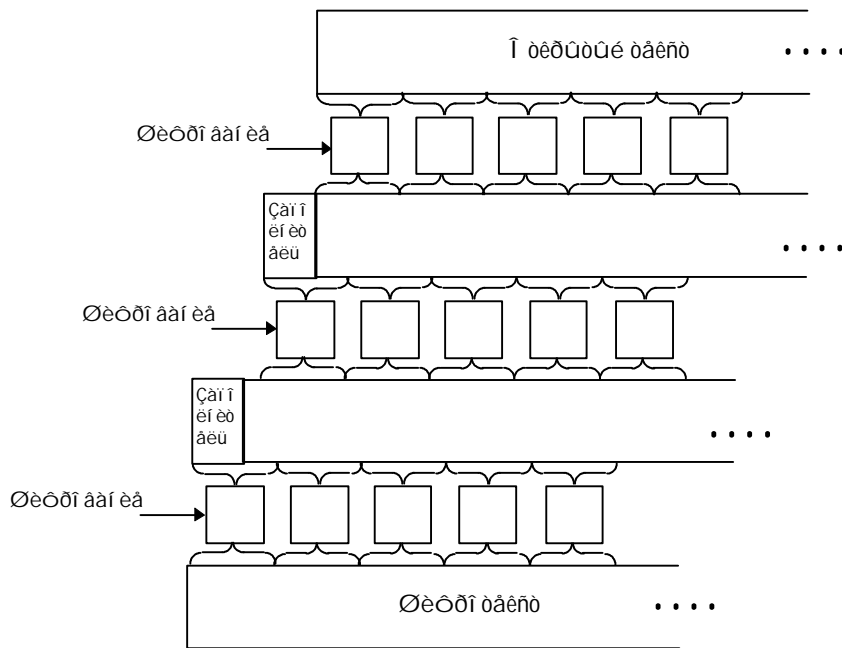 Î òêðûòûé òåêñò
Øèôðî âàí èå
Çàï î
ëí èò
åëü
Øèôðî âàí èå
Çàï î
ëí èò
åëü
Øèôðî âàí èå
Øèôðî òåêñò